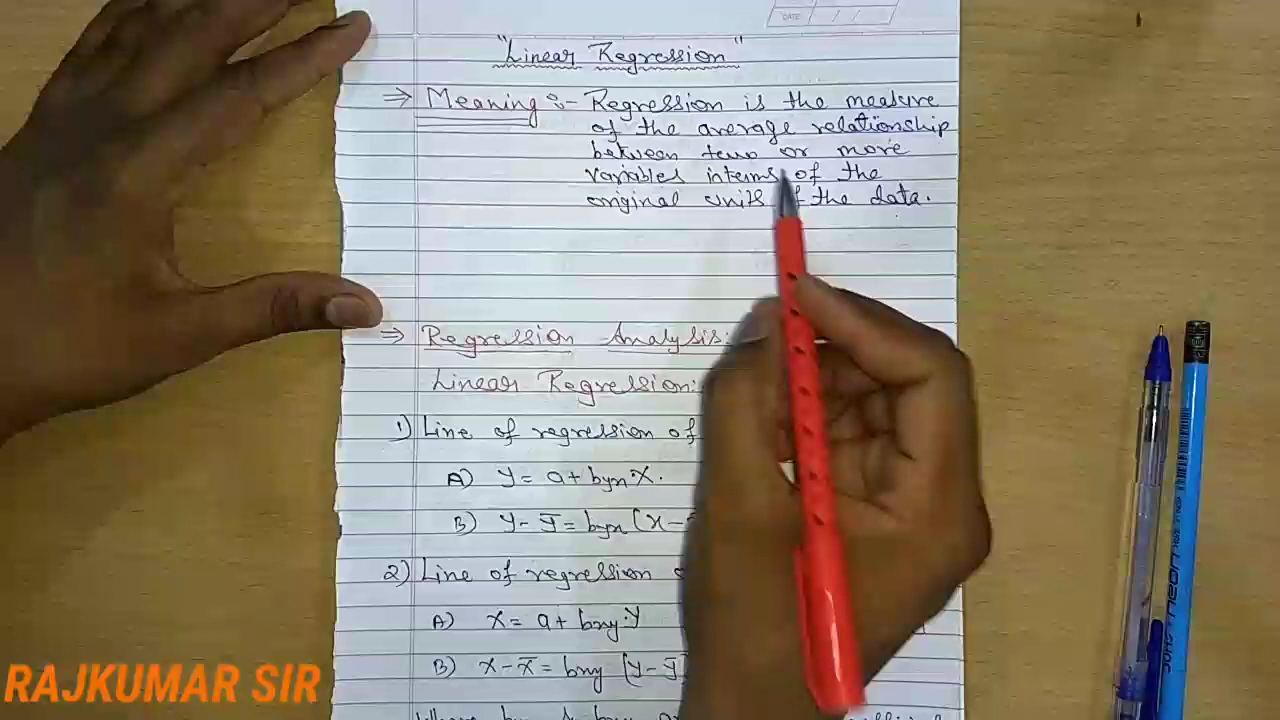 DATE
"Linear Regression"
⇒ Meaning :- Regression is the measure
of the average relationship
between two or more
variables interms of the
original units of the data.
⇒ Regression Analysis:
Linear Regression:
1) Line of regression of
A) Y = a + byx·X.
B) Y - Ȳ = byx (X -
2) Line of regression
A) X = a + bxy·Y
B) X - X̄ = bxy (Y - Ȳ)
RAJKUMAR SIR